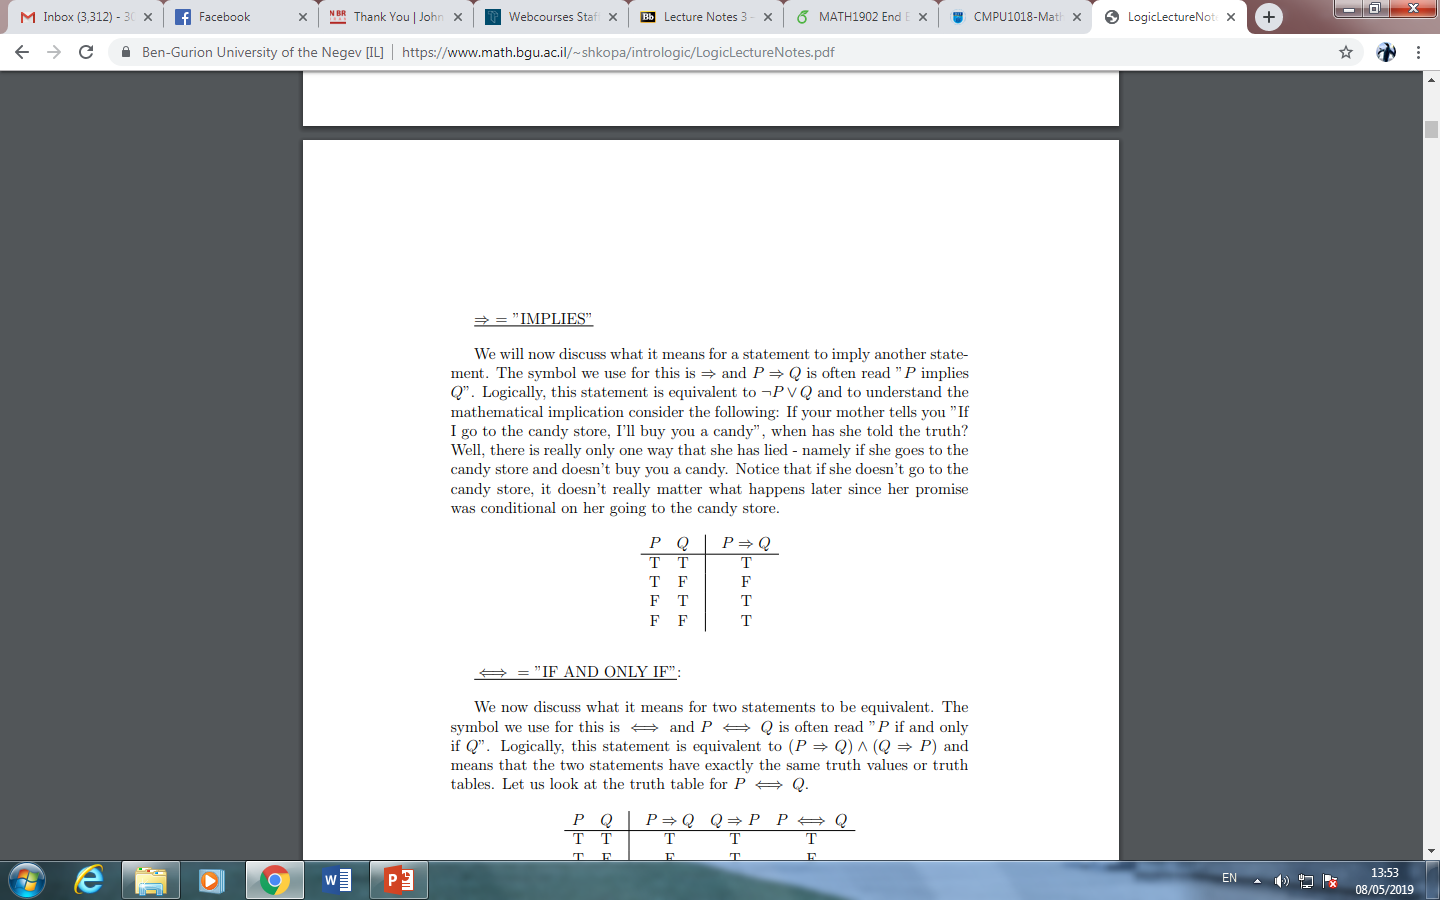 Inbox (3,312) - 30
Facebook
NBR Thank You | John
Webcourses Staf
Bb Lecture Notes 3 -
MATH1902 End E
CMPU1018-Math
LogicLectureNote
Ben-Gurion University of the Negev [IL] | https://www.math.bgu.ac.il/~shkopa/intrologic/LogicLectureNotes.pdf
⇒ = ”IMPLIES”
We will now discuss what it means for a statement to imply another state-
ment. The symbol we use for this is ⇒ and P ⇒ Q is often read ”P implies
Q”. Logically, this statement is equivalent to ¬P ∨ Q and to understand the
mathematical implication consider the following: If your mother tells you ”If
I go to the candy store, I’ll buy you a candy”, when has she told the truth?
Well, there is really only one way that she has lied - namely if she goes to the
candy store and doesn’t buy you a candy. Notice that if she doesn’t go to the
candy store, it doesn’t really matter what happens later since her promise
was conditional on her going to the candy store.
P Q P ⇒ Q
T T T
T F F
F T T
F F T
⟺ = ”IF AND ONLY IF”:
We now discuss what it means for two statements to be equivalent. The
symbol we use for this is ⟺ and P ⟺ Q is often read ”P if and only
if Q”. Logically, this statement is equivalent to (P ⇒ Q) ∧ (Q ⇒ P) and
means that the two statements have exactly the same truth values or truth
tables. Let us look at the truth table for P ⟺ Q.
P Q P ⇒ Q Q ⇒ P P ⟺ Q
T T T T T
T F F T F
EN
13:53
08/05/2019